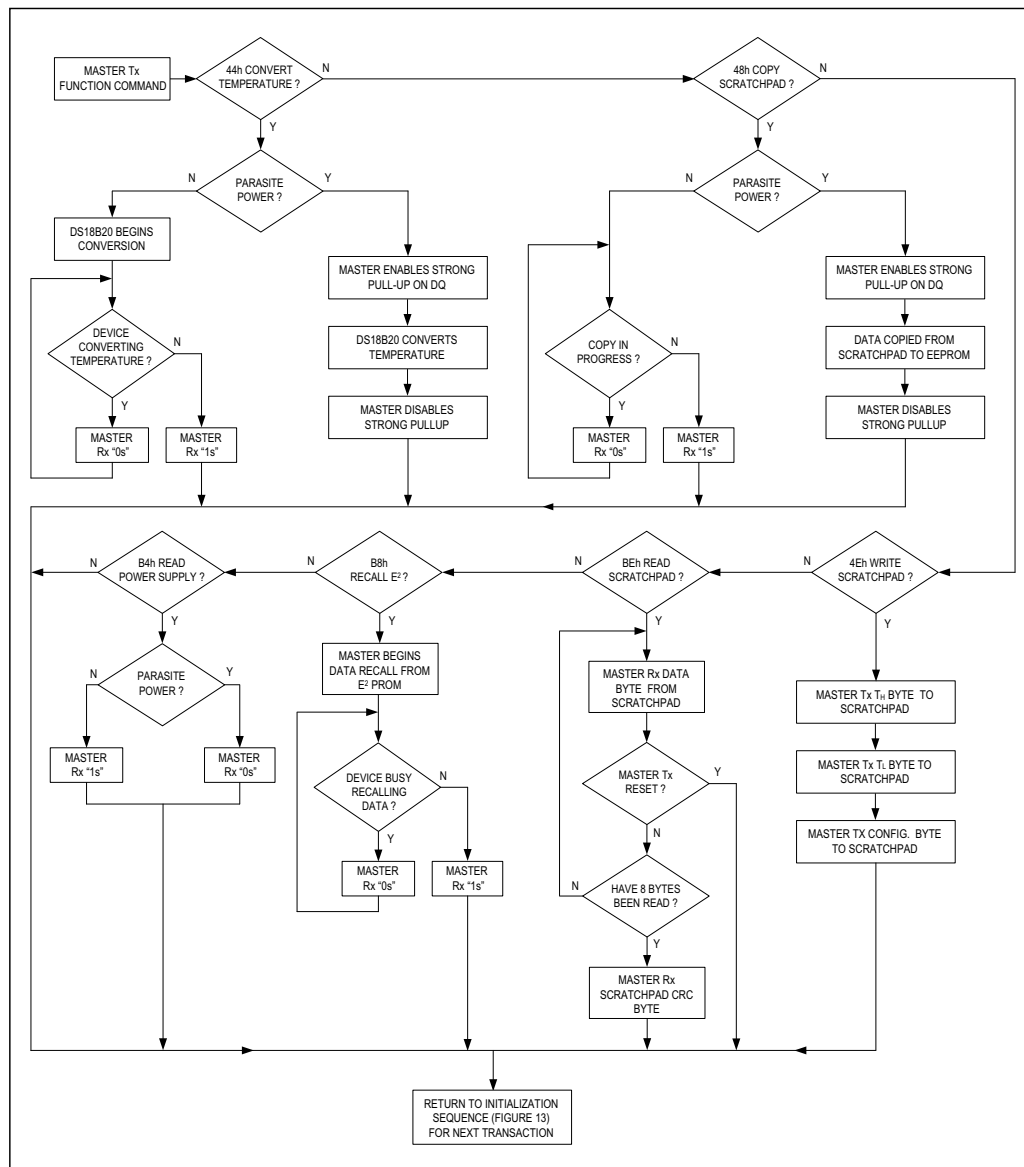 MASTER Tx
FUNCTION COMMAND
44h CONVERT
TEMPERATURE ?
N
Y
48h COPY
SCRATCHPAD ?
N
Y
PARASITE
POWER ?
N
Y
PARASITE
POWER ?
N
Y
DS18B20 BEGINS
CONVERSION
MASTER ENABLES STRONG
PULL-UP ON DQ
MASTER ENABLES STRONG
PULL-UP ON DQ
DEVICE
CONVERTING
TEMPERATURE ?
N
Y
DS18B20 CONVERTS
TEMPERATURE
COPY IN
PROGRESS ?
N
Y
DATA COPIED FROM
SCRATCHPAD TO EEPROM
MASTER
Rx “0s”
MASTER
Rx “1s”
MASTER DISABLES
STRONG PULLUP
MASTER
Rx “0s”
MASTER
Rx “1s”
MASTER DISABLES
STRONG PULLUP
B4h READ
POWER SUPPLY ?
N
Y
B8h
RECALL E²
?
N
Y
BEh READ
SCRATCHPAD ?
N
Y
4Eh WRITE
SCRATCHPAD ?
N
Y
PARASITE
POWER ?
N
Y
MASTER
Rx “1s”
MASTER
Rx “0s”
MASTER BEGINS
DATA RECALL FROM
E² PROM
DEVICE BUSY
RECALLING
DATA ?
N
Y
MASTER
Rx “0s”
MASTER
Rx “1s”
MASTER Rx DATA
BYTE FROM
SCRATCHPAD
MASTER Tx
RESET ?
Y
N
HAVE 8 BYTES
BEEN READ ?
N
Y
MASTER Rx
SCRATCHPAD CRC
BYTE
MASTER Tx TH BYTE TO
SCRATCHPAD
MASTER Tx TL BYTE TO
SCRATCHPAD
MASTER TX CONFIG. BYTE
TO SCRATCHPAD
RETURN TO INITIALIZATION
SEQUENCE (FIGURE 13)
FOR NEXT TRANSACTION